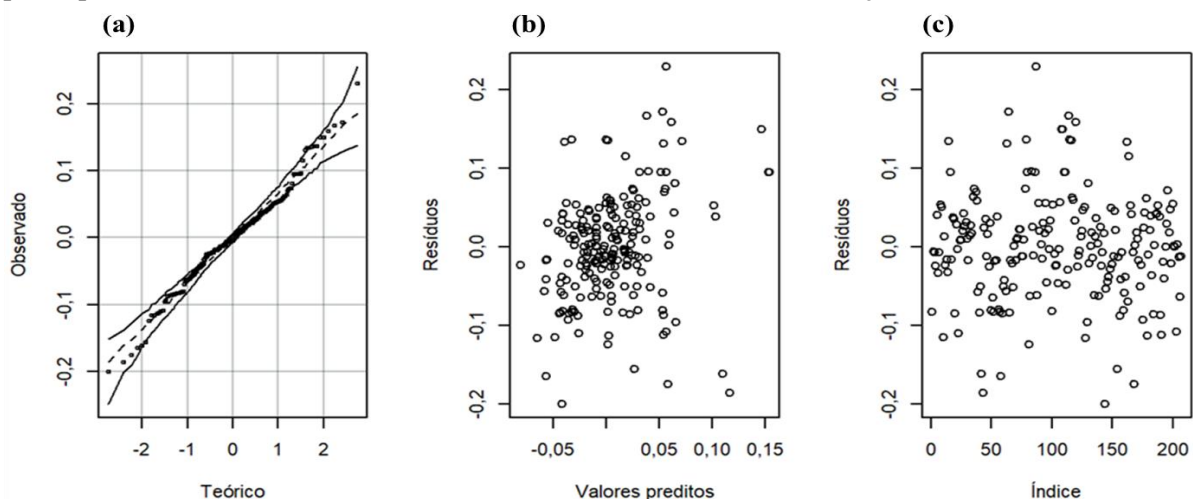 (a) (b) (c)
0,2
0,1
0,0
-0,1
-0,2
Observado
-2 -1 0 1 2
Teórico
0,2
0,1
0,0
-0,1
-0,2
Resíduos
-0,05 0,05 0,10 0,15
Valores preditos
0,2
0,1
0,0
-0,1
-0,2
Resíduos
0 50 100 150 200
Índice